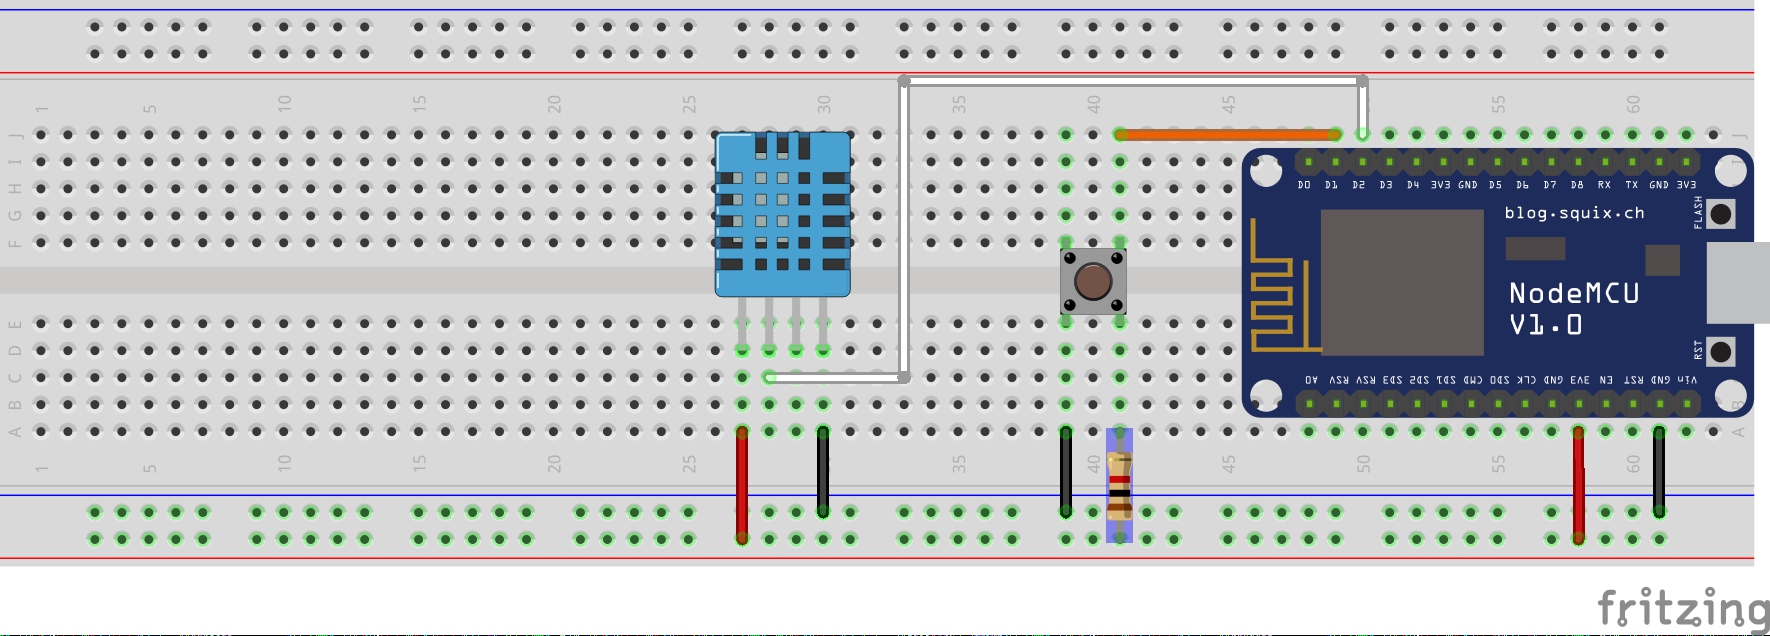 1 5 10 15 20 25 30 35 40 45 55 60
J J
I I
H
G
F
D0 D1 D2 D3 D4 3V3 GND D5 D6 D7 D8 RX TX GND 3V3
FLASH
blog.squix.ch
NodeMCU
V1.0
RST
E
D
C
B B
A A
A0 RSV RSV SD3 SD2 SD1 CMD SD0 CLK GND 3V3 EN RST GND Vin
1 5 10 15 20 25 35 40 45 50 55 60
fritzing